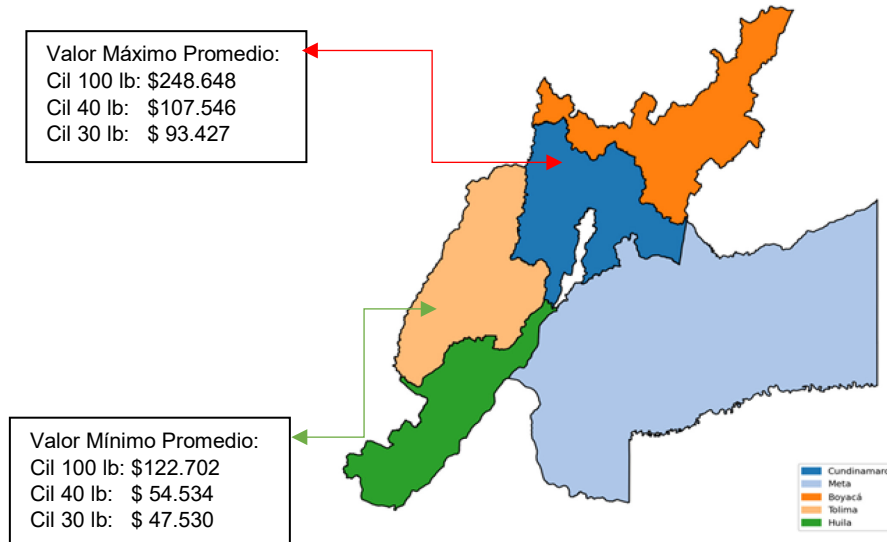 Valor Máximo Promedio:
Cil 100 lb: $248.648
Cil 40 lb: $107.546
Cil 30 lb: $ 93.427
Valor Mínimo Promedio:
Cil 100 lb: $122.702
Cil 40 lb: $ 54.534
Cil 30 lb: $ 47.530
Cundinamarc
Meta
Boyacá
Tolima
Huila